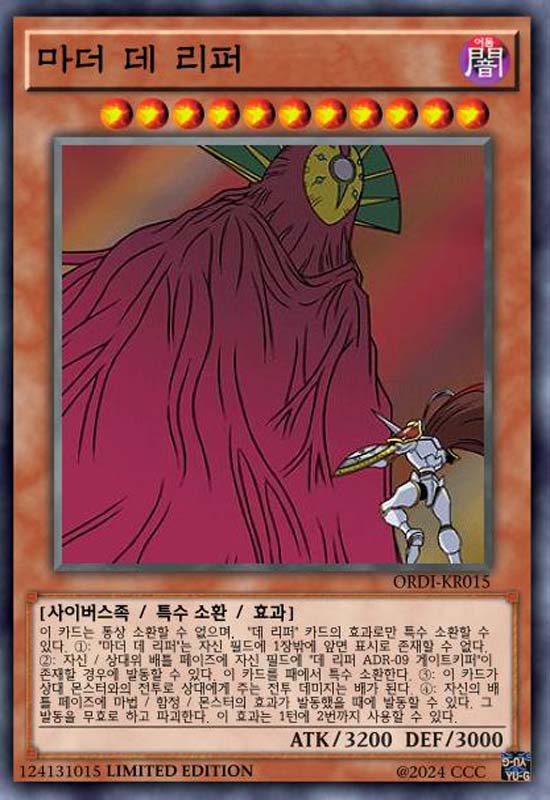 마더 데 리퍼
어둠
闇
ORDI-KR015
[사이버스족 / 특수 소환 / 효과]
이 카드는 통상 소환할 수 없으며, "데 리퍼" 카드의 효과로만 특수 소환할 수
있다. ①: "마더 데 리퍼"는 자신 필드에 1장밖에 앞면 표시로 존재할 수 없다.
②: 자신 / 상대위 배틀 페이즈에 자신 필드에 "데 리퍼 ADR-09 게이트키퍼"이
존재할 경우에 발동할 수 있다. 이 카드를 패에서 특수 소환한다. ③: 이 카드가
상대 몬스터와의 전투로 상대에게 주는 전투 데미지는 배가 된다. ④: 자신의 배
틀 페이즈에 마법 / 함정 / 몬스터의 효과가 발동했을 때에 발동할 수 있다. 그
발동을 무효로 하고 파괴한다. 이 효과는 1턴에 2번까지 사용할 수 있다.
ATK/3200 DEF/3000
124131015 LIMITED EDITION
@2024 CCC
YU-G